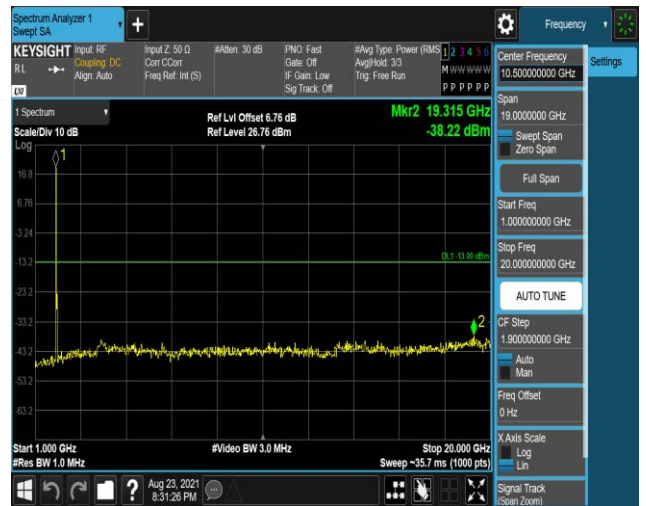 Spectrum Analyzer 1
Swept SA
+
Frequency
KEYSIGHT
RL
LXI
Input: RF
Coupling: DC
Align: Auto
Input Z: 50 Ω
Corr CCorr
Freq Ref: Int (S)
#Atten: 30 dB
PNO: Fast
Gate: Off
IF Gain: Low
Sig Track: Off
#Avg Type: Power (RMS
Avg|Hold: 3/3
Trig: Free Run
1 2 3 4 5 6
M W W W W W
P P P P P P
Center Frequency
10.500000000 GHz
Settings
Span
19.0000000 GHz
Swept Span
Zero Span
Full Span
Start Freq
1.000000000 GHz
Stop Freq
20.000000000 GHz
AUTO TUNE
CF Step
1.900000000 GHz
Auto
Man
Freq Offset
0 Hz
X Axis Scale
Log
Lin
Signal Track
(Span Zoom)
1 Spectrum
Scale/Div 10 dB
Log
Ref Lvl Offset 6.76 dB
Ref Level 26.76 dBm
Mkr2 19.315 GHz
-38.22 dBm
1
16.8
6.76
-3.24
-13.2
DL1 -13.00 dBm
-23.2
-33.2
2
-43.2
-53.2
-63.2
Start 1.000 GHz
#Res BW 1.0 MHz
#Video BW 3.0 MHz
Stop 20.000 GHz
Sweep ~35.7 ms (1000 pts)
?
Aug 23, 2021
8:31:26 PM